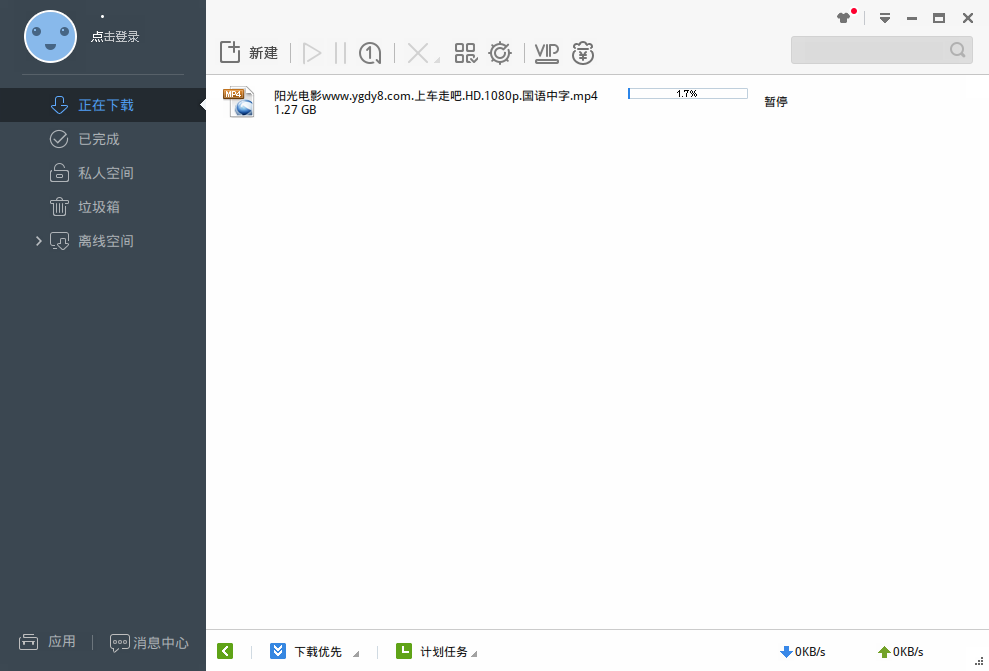 点击登录
新建
VIP
正在下载
已完成
私人空间
垃圾箱
离线空间
MP4
阳光电影www.ygdy8.com.上车走吧.HD.1080p.国语中字.mp4
1.27 GB
1.7%
暂停
应用
消息中心
下载优先
计划任务
0KB/s
0KB/s